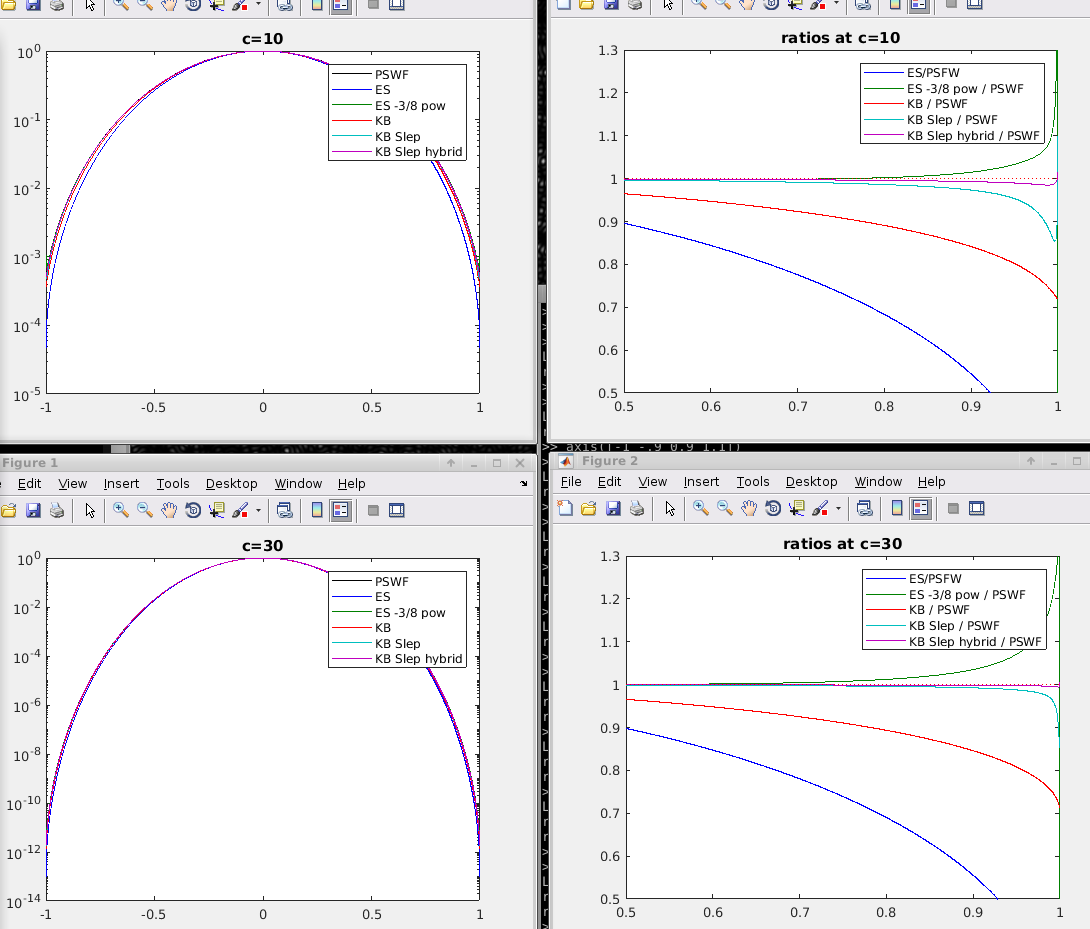 c=10
10^0
10^-1
10^-2
10^-3
10^-4
10^-5
-1 -0.5 0 0.5 1
PSWF
ES
ES -3/8 pow
KB
KB Slep
KB Slep hybrid
ratios at c=10
1.3
1.2
1.1
1
0.9
0.8
0.7
0.6
0.5
0.5 0.6 0.7 0.8 0.9 1
ES/PSFW
ES -3/8 pow / PSWF
KB / PSWF
KB Slep / PSWF
KB Slep hybrid / PSWF
>> axis([-1 -.9 0.9 1.1])
Figure 1
Edit View Insert Tools Desktop Window Help
c=30
10^0
10^-2
10^-4
10^-6
10^-8
10^-10
10^-12
10^-14
-1 -0.5 0 0.5 1
PSWF
ES
ES -3/8 pow
KB
KB Slep
KB Slep hybrid
Figure 2
File Edit View Insert Tools Desktop Window Help
ratios at c=30
1.3
1.2
1.1
1
0.9
0.8
0.7
0.6
0.5
0.5 0.6 0.7 0.8 0.9 1
ES/PSFW
ES -3/8 pow / PSWF
KB / PSWF
KB Slep / PSWF
KB Slep hybrid / PSWF